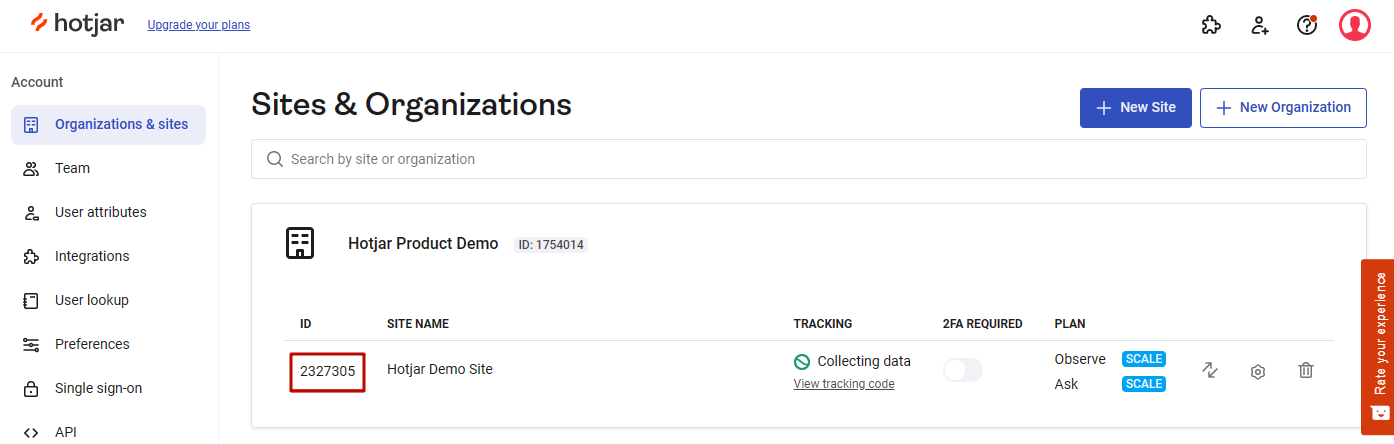 hotjar
Upgrade your plans
Account
Organizations & sites
Team
User attributes
Integrations
User lookup
Preferences
Single sign-on
API
Sites & Organizations
New Site
New Organization
Search by site or organization
Hotjar Product Demo ID: 1754014
ID SITE NAME TRACKING 2FA REQUIRED PLAN
2327305 Hotjar Demo Site Collecting data Observe SCALE
View tracking code Ask SCALE
Rate your experience